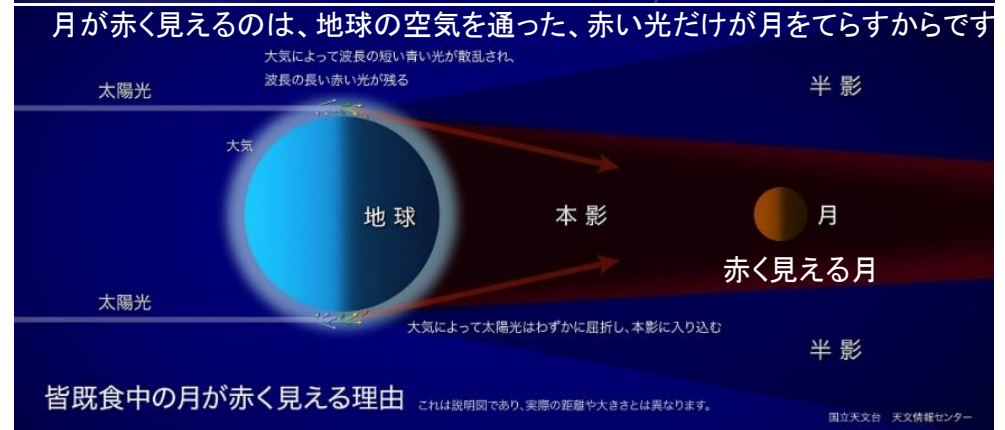 月が赤く見えるのは、地球の空気を通った、赤い光だけが月をてらすからです
大気によって波長の短い青い光が散乱され、
波長の長い赤い光が残る
太陽光
半影
大気
地球
本影
月
赤く見える月
太陽光
大気によって太陽光はわずかに屈折し、本影に入り込む
半影
皆既食中の月が赤く見える理由
これは説明図であり、実際の距離や大きさとは異なります。
国立天文台 天文情報センター